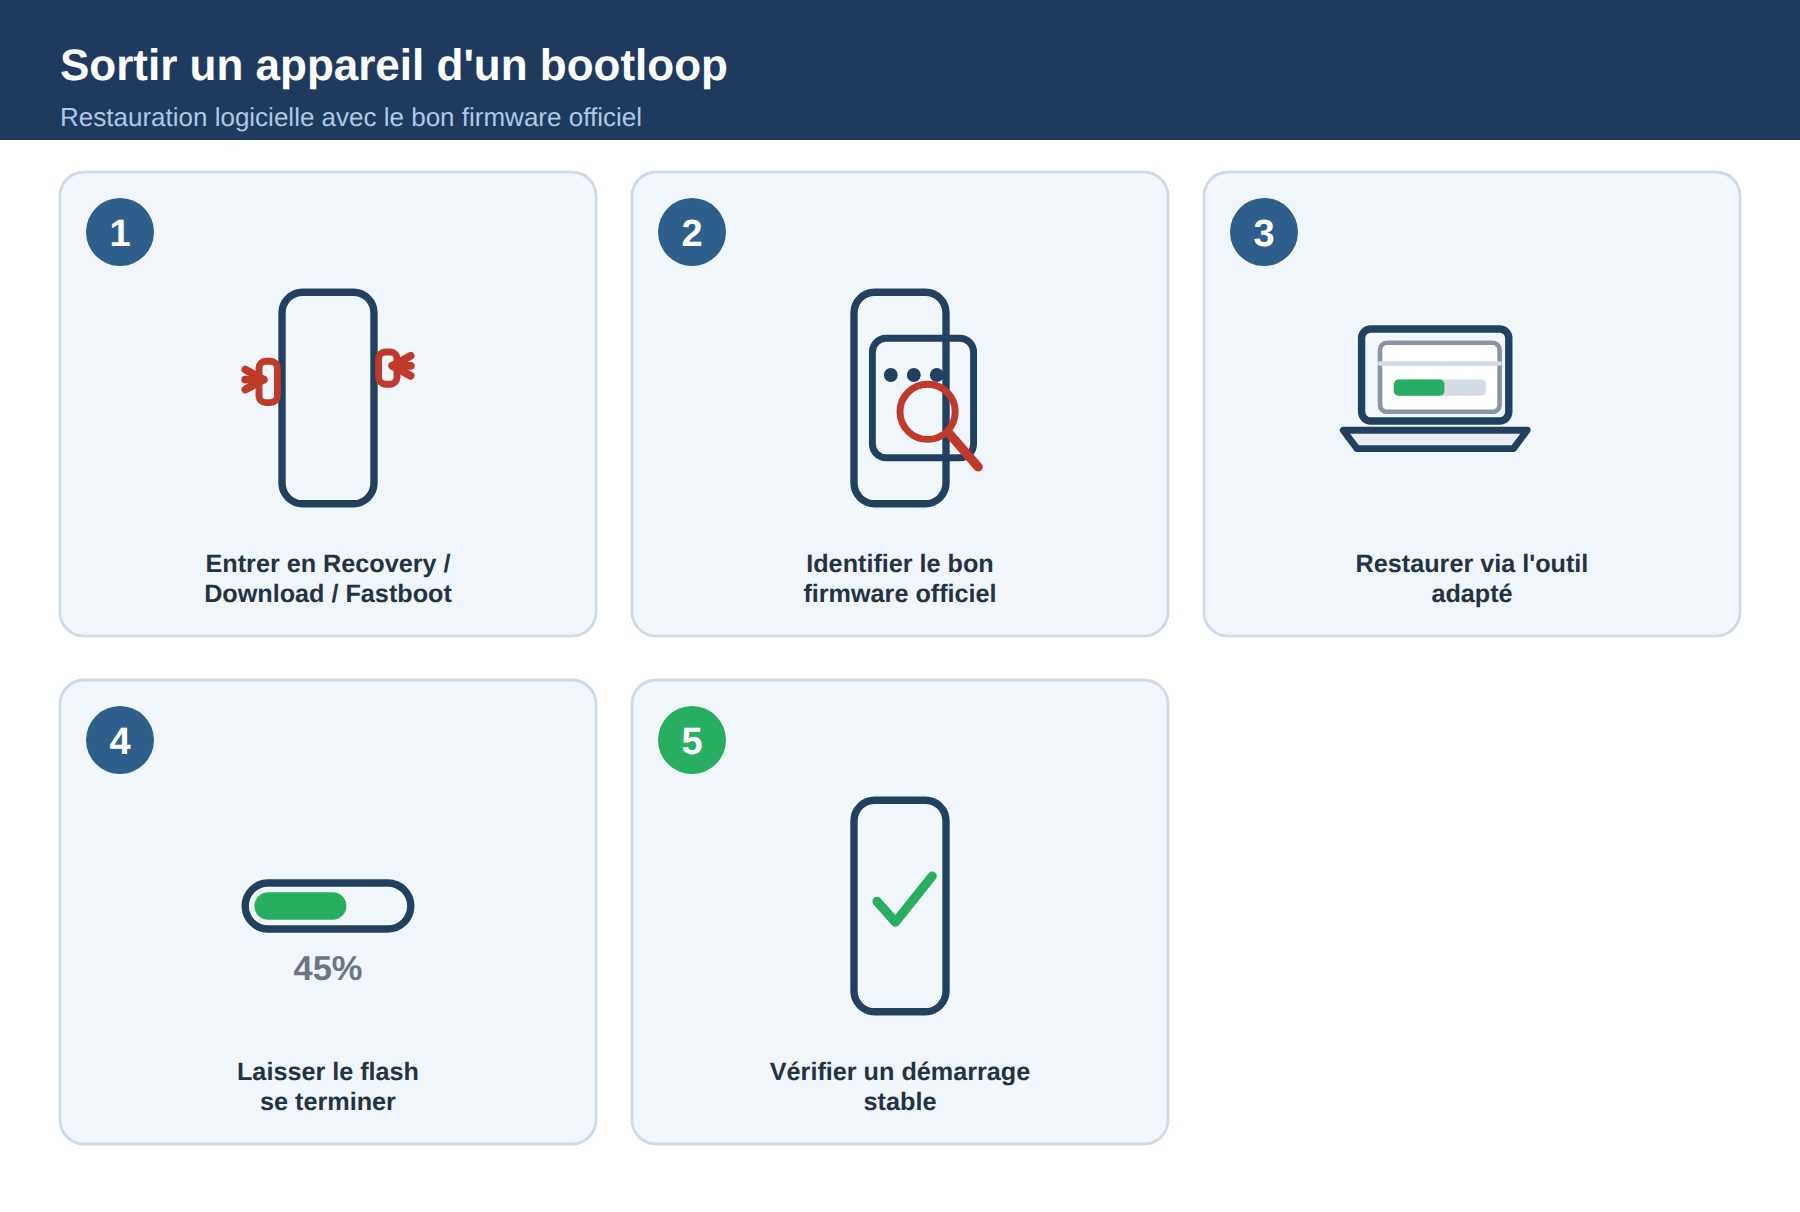 Sortir un appareil d'un bootloop
Restauration logicielle avec le bon firmware officiel
1
Entrer en Recovery /
Download / Fastboot
2
Identifier le bon
firmware officiel
3
Restaurer via l'outil
adapté
4
45%
Laisser le flash
se terminer
5
Vérifier un démarrage
stable